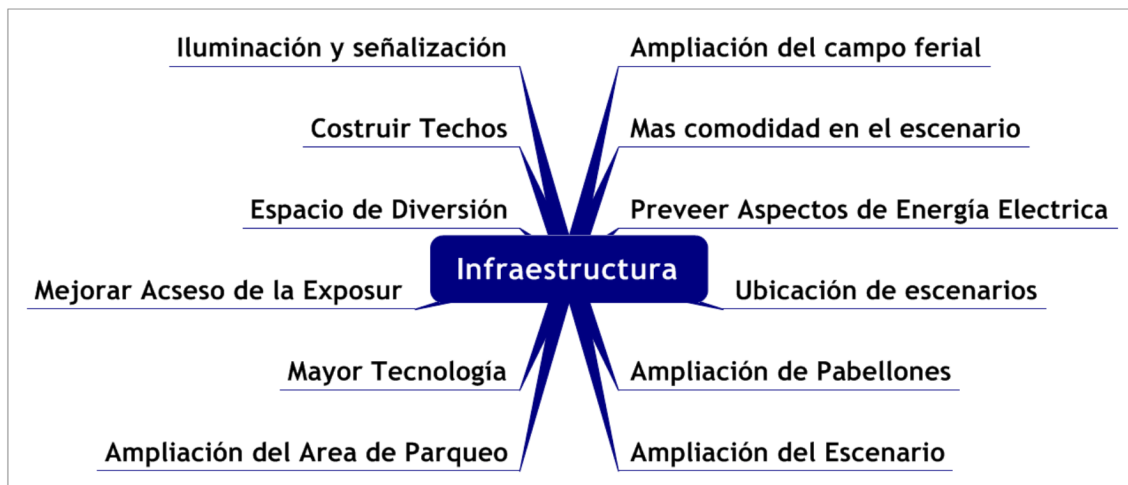 Iluminación y señalización
Ampliación del campo ferial
Costruir Techos
Mas comodidad en el escenario
Espacio de Diversión
Preveer Aspectos de Energía Electrica
Infraestructura
Mejorar Acseso de la Exposur
Ubicación de escenarios
Mayor Tecnología
Ampliación de Pabellones
Ampliación del Area de Parqueo
Ampliación del Escenario